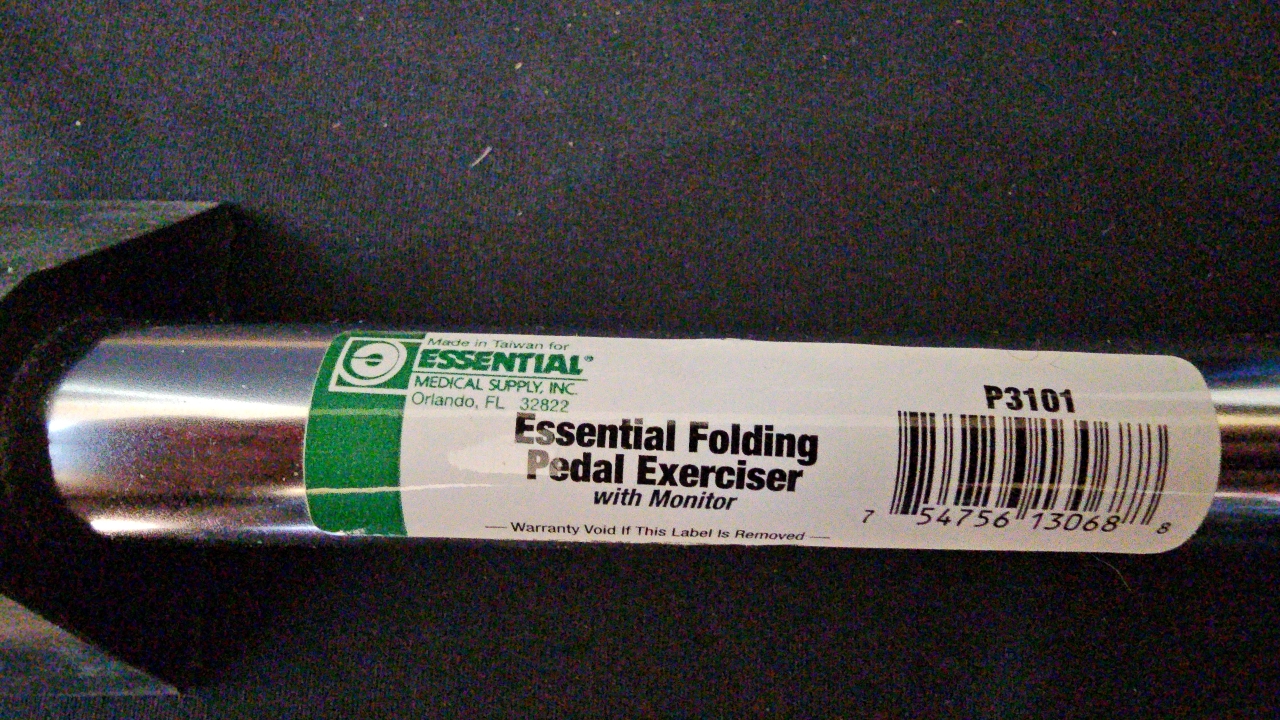 Made in Taiwan for
ESSENTIAL®
MEDICAL SUPPLY, INC.
Orlando, FL 32822
Essential Folding
Pedal Exerciser
with Monitor
Warranty Void If This Label Is Removed
P3101
7 54756 13068 8